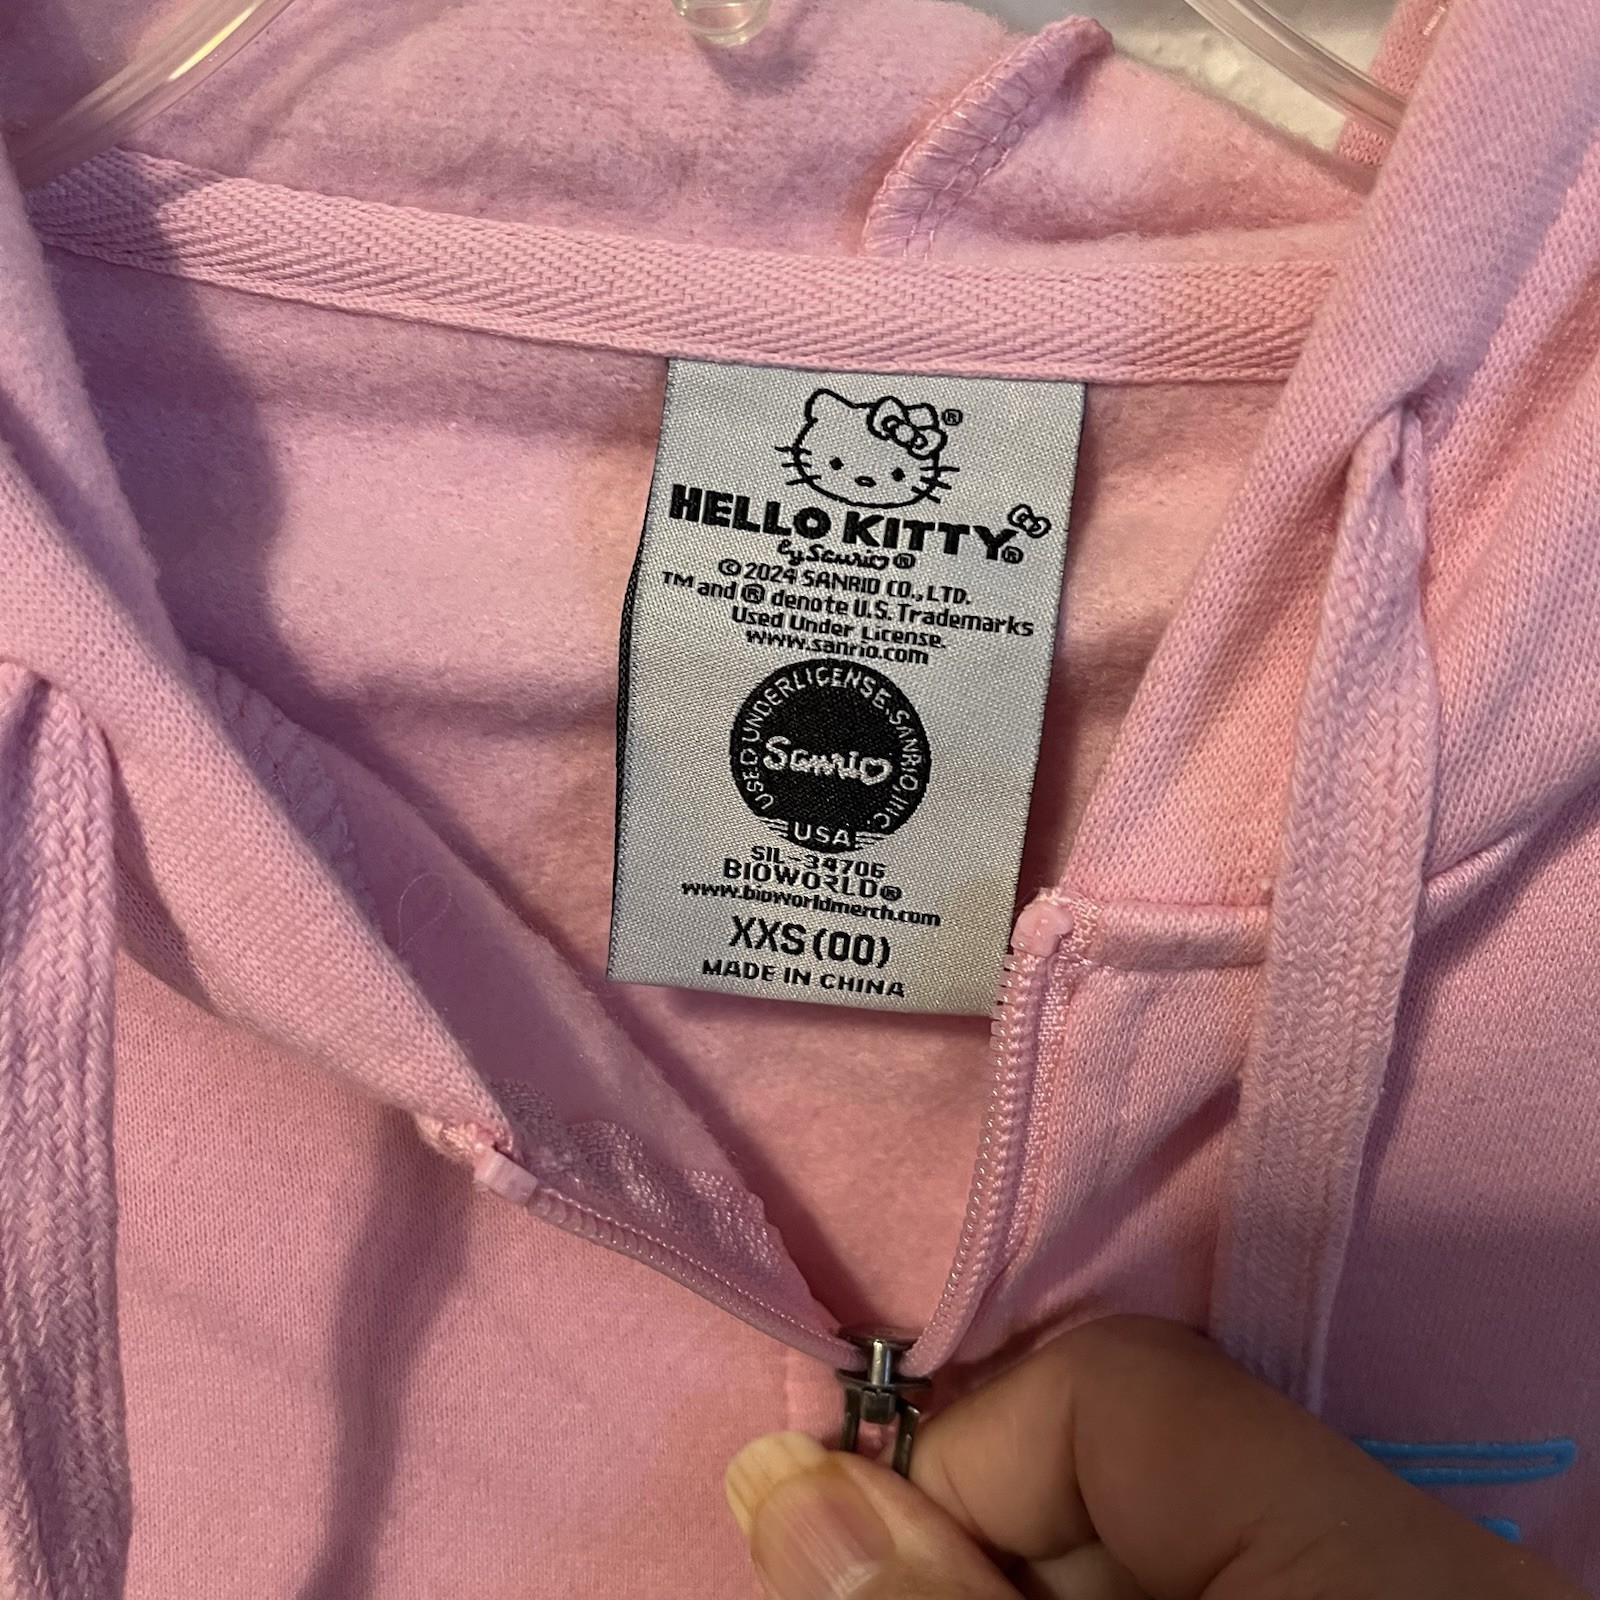 ®
HELLO KITTY®
by Sanrio®
© 2024 SANRIO CO., LTD.
TM and ® denote U.S. Trademarks
Used Under License.
www.sanrio.com
USED UNDER LICENSE. SANRIO, INC.
Sanrio
USA
SIL-34706
BIOWORLD®
www.bioworldmerch.com
XXS (00)
MADE IN CHINA